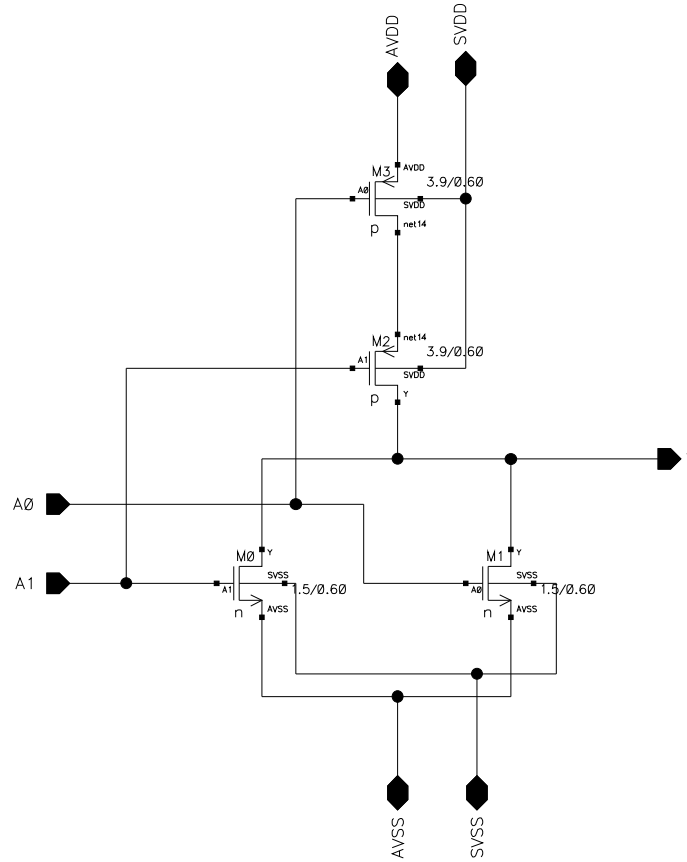 AVDD
SVDD
M3
AVDD
3.9/0.60
A0
SVDD
p
net14
M2
net14
3.9/0.60
A1
SVDD
p
Y
A0
M0
Y
M1
Y
A1
A1
SVSS
1.5/0.60
n
AVSS
A0
SVSS
1.5/0.60
n
AVSS
AVSS
SVSS